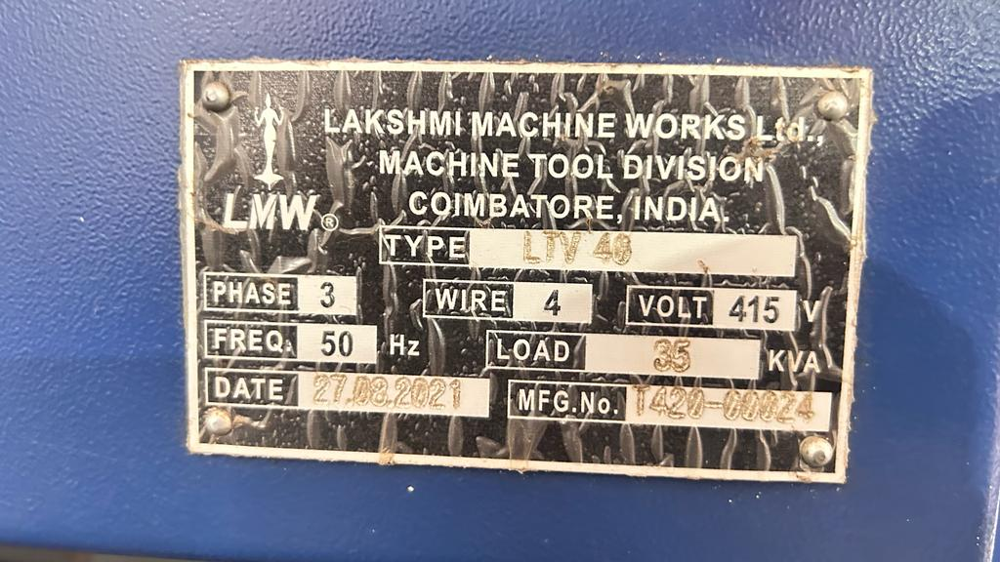 LAKSHMI MACHINE WORKS Ltd.,
MACHINE TOOL DIVISION
COIMBATORE, INDIA
LMW®
TYPE LTV 40
PHASE 3 WIRE 4 VOLT 415 V
FREQ. 50 Hz LOAD 35 KVA
DATE 27.08.2021 MFG.No. T420-00024